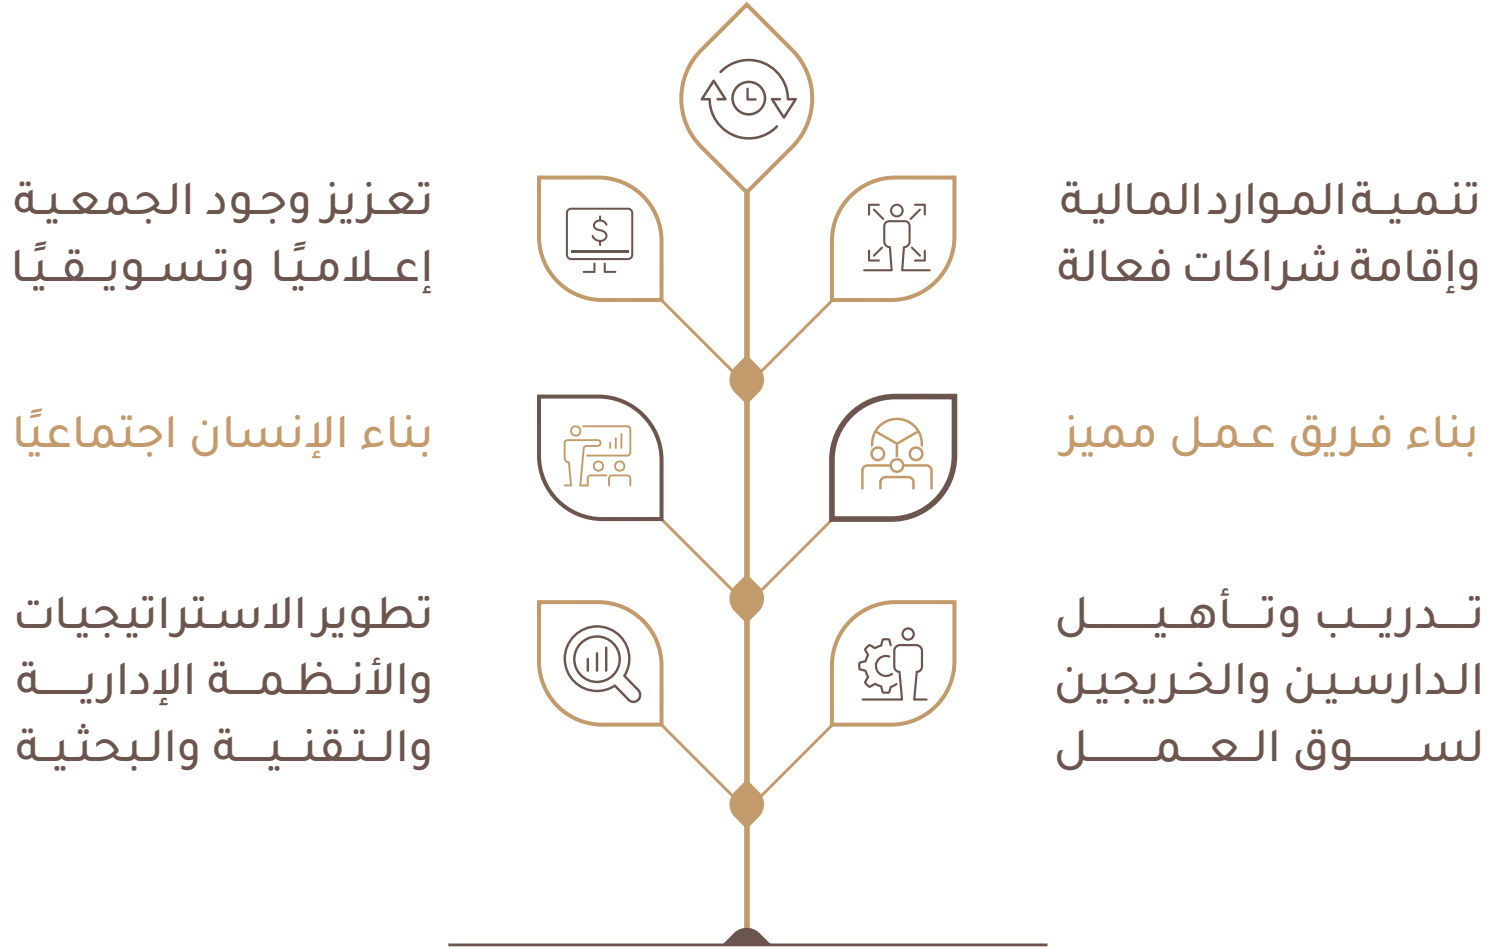 تنمية الموارد المالية
وإقامة شراكات فعالة
تعزيز وجود الجمعية
إعلاميًا وتسويقيًا
بناء فريق عمل مميز
بناء الإنسان اجتماعيًا
تدريب وتأهيل
الدارسين والخريجين
لسوق العمل
تطوير الاستراتيجيات
والأنظمة الإدارية
والتقنية والبحثية
$